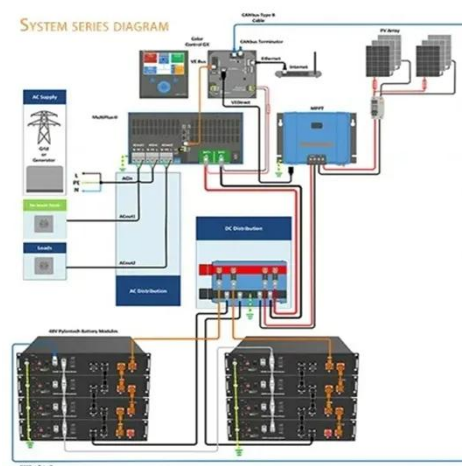 SYSTEM SERIES DIAGRAM
CANbus Type B
Cable
Color
Control GX
CANbus Terminator
PV Array
VE.Bus
Ethernet
Internet
AC Supply
VE.Direct
MultiPlus-II
MPPT
Grid
or
Generator
L
PE
N
ACin
ACout1
DC Distribution
Loads
ACout2
AC Distribution
48V Pylontech Battery Modules